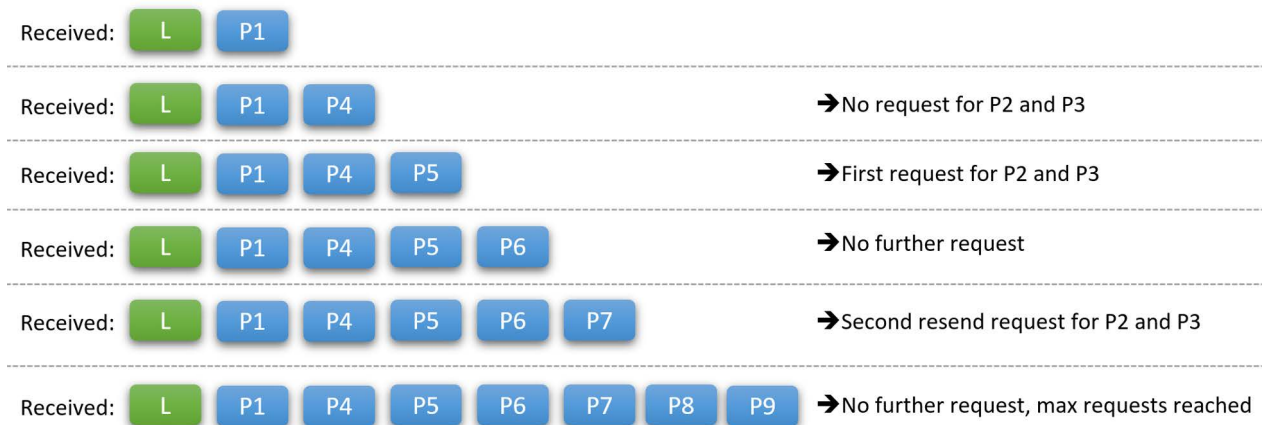 Received: L P1
Received: L P1 P4 ➔No request for P2 and P3
Received: L P1 P4 P5 ➔First request for P2 and P3
Received: L P1 P4 P5 P6 ➔No further request
Received: L P1 P4 P5 P6 P7 ➔Second resend request for P2 and P3
Received: L P1 P4 P5 P6 P7 P8 P9 ➔No further request, max requests reached